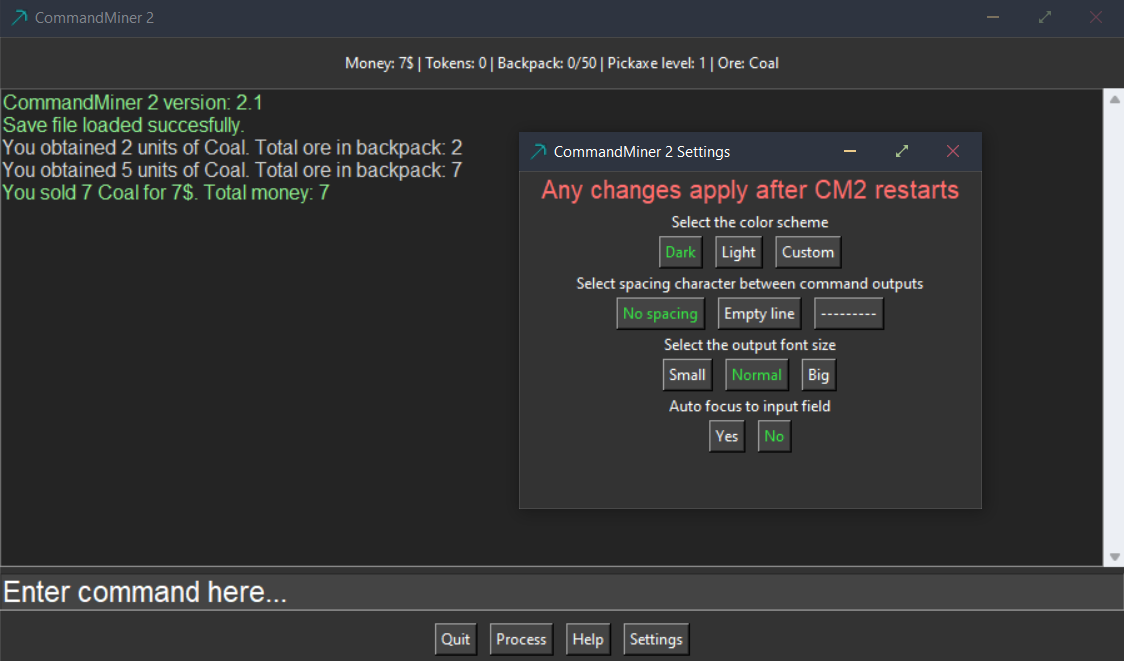 CommandMiner 2
Money: 7$ | Tokens: 0 | Backpack: 0/50 | Pickaxe level: 1 | Ore: Coal
CommandMiner 2 version: 2.1
Save file loaded succesfully.
You obtained 2 units of Coal. Total ore in backpack: 2
You obtained 5 units of Coal. Total ore in backpack: 7
You sold 7 Coal for 7$. Total money: 7
CommandMiner 2 Settings
Any changes apply after CM2 restarts
Select the color scheme
Dark Light Custom
Select spacing character between command outputs
No spacing Empty line ---------
Select the output font size
Small Normal Big
Auto focus to input field
Yes No
Enter command here...
Quit Process Help Settings